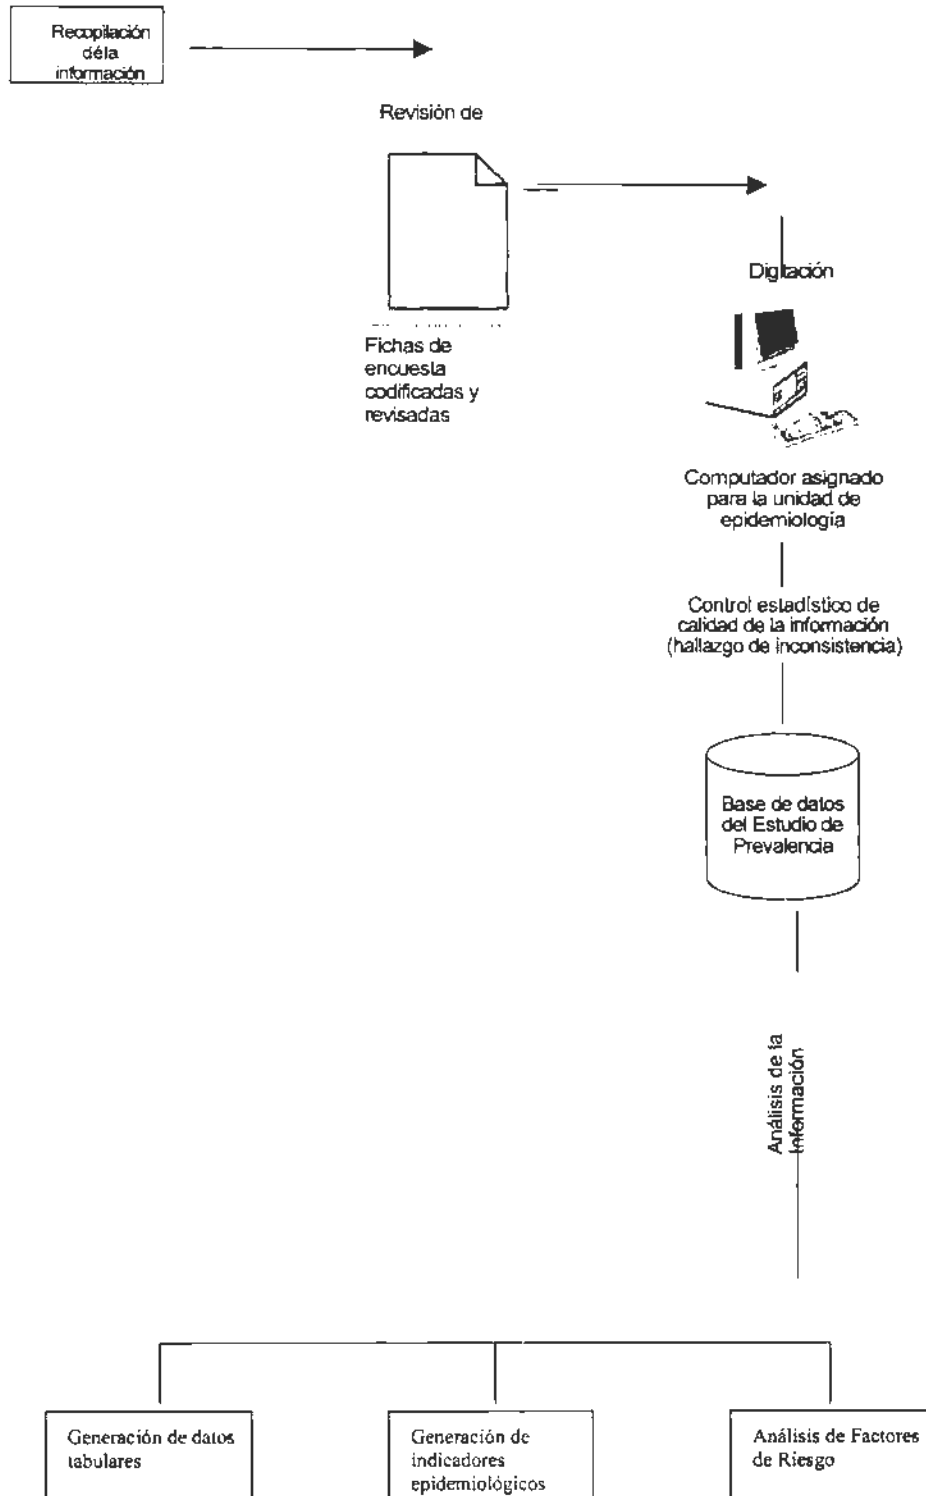 Recopilación
déla
información
Revisión de
Fichas de
encuesta
codificadas y
revisadas
Digitación
Computador asignado
para la unidad de
epidemiología
Control estadístico de
calidad de la información
(hallazgo de inconsistencia)
Base de datos
del Estudio de
Prevalencia
Análisis de la
Información
Generación de datos
tabulares
Generación de
indicadores
epidemiológicos
Análisis de Factores
de Riesgo